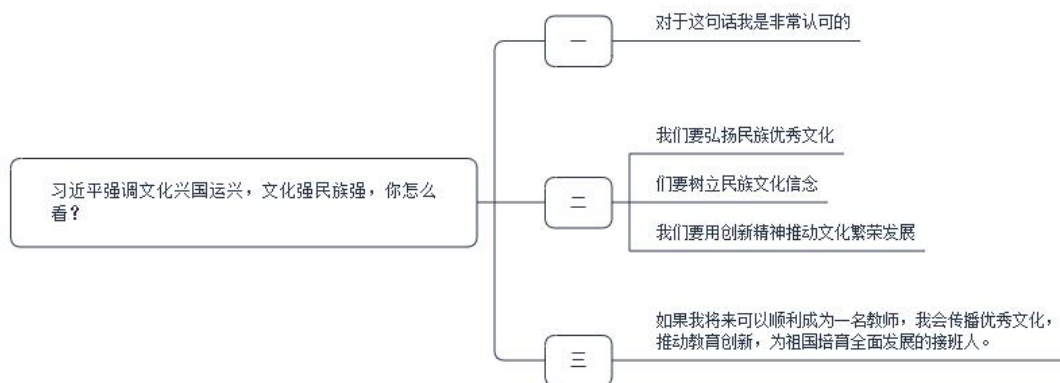 习近平强调文化兴国运兴，文化强民族强，你怎么
看？
一
对于这句话我是非常认可的
二
我们要弘扬民族优秀文化
们要树立民族文化信念
我们要用创新精神推动文化繁荣发展
三
如果我将来可以顺利成为一名教师，我会传播优秀文化，
推动教育创新，为祖国培育全面发展的接班人。